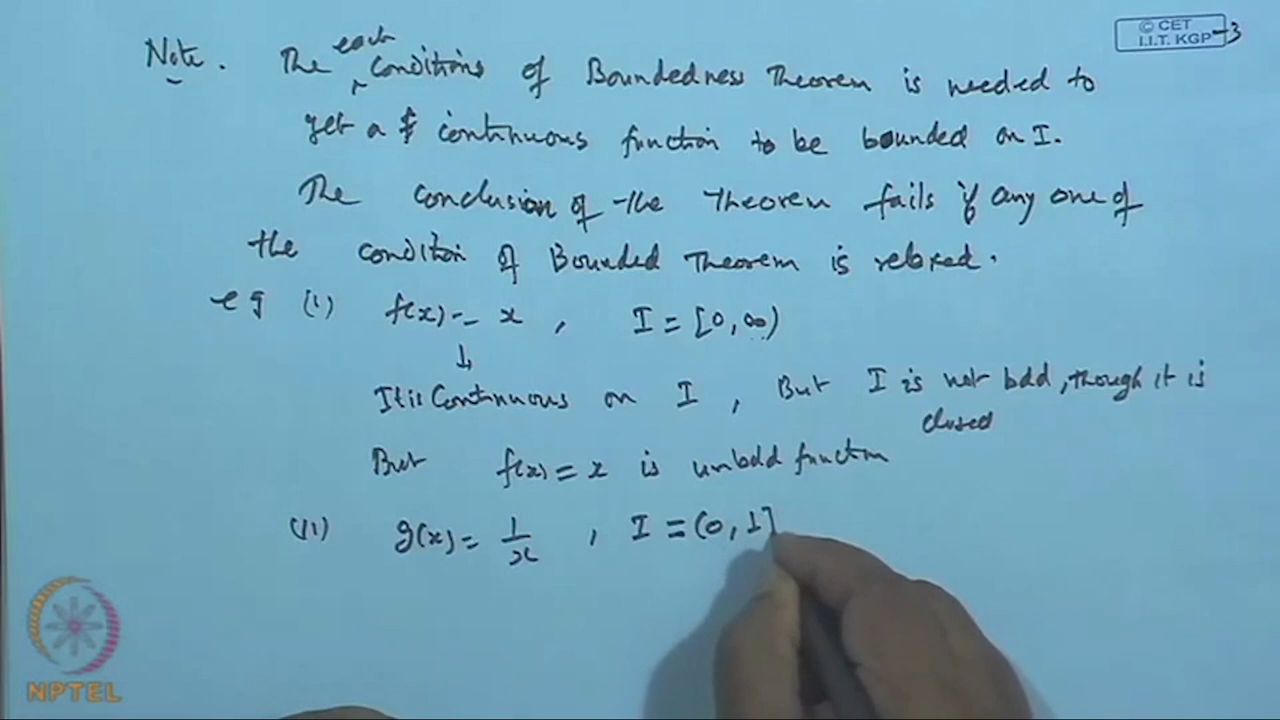 © CET
I.I.T. KGP -3
Note. The each conditions of Boundedness Theorem is needed to
get a continuous function to be bounded on I.
The conclusion of the Theorem fails if any one of
the condition of Bounded Theorem is relaxed.
eg (i) f(x) = x , I = [0, ∞)
↓
It is Continuous on I , But I is not bdd, though it is
closed
But f(x) = x is unbdd function
(ii) g(x) = 1/x , I = (0, 1]
NPTEL